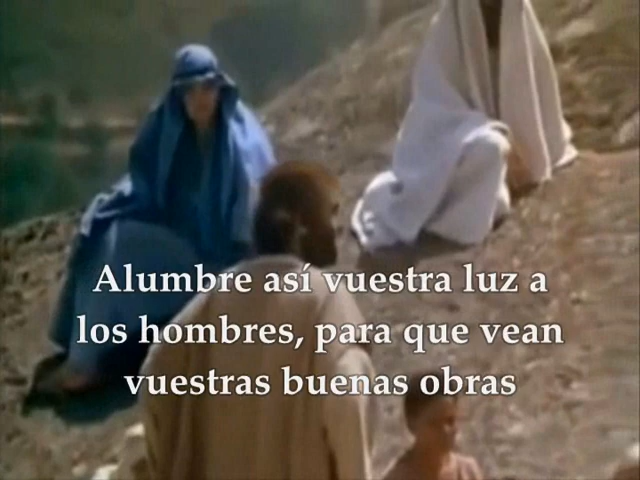 Alumbre así vuestra luz a
los hombres, para que vean
vuestras buenas obras